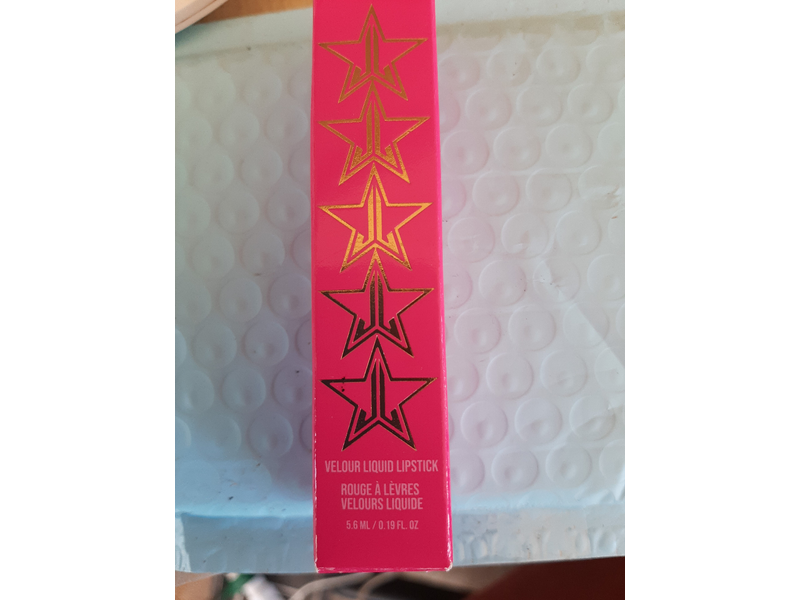 VELOUR LIQUID LIPSTICK
ROUGE À LÈVRES
VELOURS LIQUIDE
5.6 ML / 0.19 FL. OZ